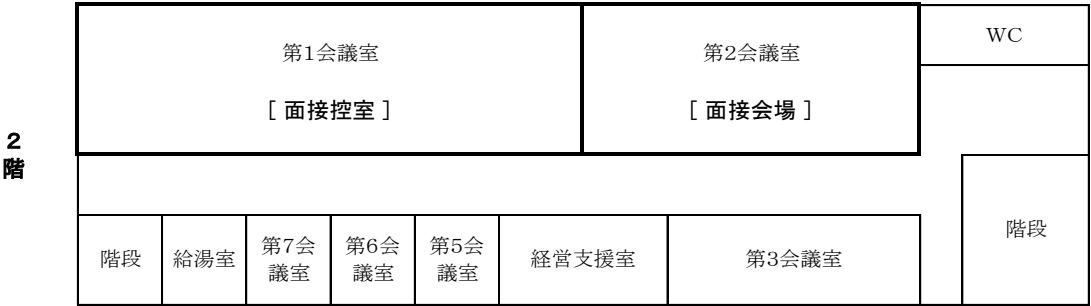 2
階
第1会議室
[ 面接控室 ]
第2会議室
[ 面接会場 ]
WC
階段
給湯室
第7会
議室
第6会
議室
第5会
議室
経営支援室
第3会議室
階段